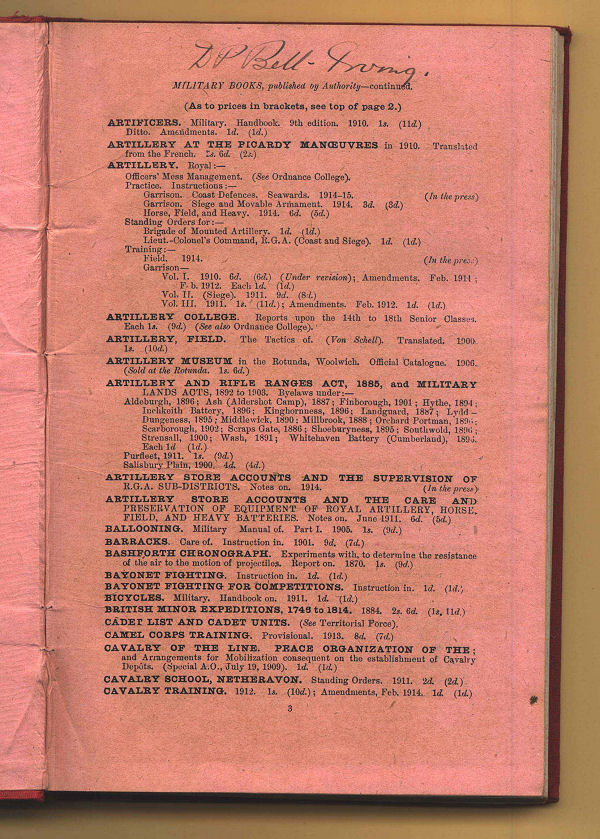 D P Bell-Irving.
MILITARY BOOKS, published by Authority—continued.
(As to prices in brackets, see top of page 2.)
ARTIFICERS. Military. Handbook. 9th edition. 1910. 1s. (11d)
Ditto. Amendments. 1d. (1d.)
ARTILLERY AT THE PICARDY MANŒUVRES in 1910. Translated
from the French. 2s. 6d. (2s.)
ARTILLERY. Royal:—
Officers' Mess Management. (See Ordnance College).
Practice. Instructions:—
Garrison. Coast Defences. Seawards. 1914-15. (In the press)
Garrison. Siege and Movable Armament. 1914. 3d. (3d.)
Horse, Field, and Heavy. 1914. 6d. (5d.)
Standing Orders for:—
Brigade of Mounted Artillery. 1d. (1d.)
Lieut.-Colonel's Command, R.G.A. (Coast and Siege). 1d. (1d.)
Training:—
Field. 1914. (In the press)
Garrison—
Vol. I. 1910. 6d. (6d.) (Under revision); Amendments. Feb. 1911;
Feb. 1912. Each 1d. (1d.)
Vol. II. (Siege). 1911. 9d. (8d.)
Vol. III. 1911. 1s. (11d.); Amendments. Feb. 1912. 1d. (1d.)
ARTILLERY COLLEGE. Reports upon the 14th to 18th Senior Classes.
Each 1s. (9d.) (See also Ordnance College).
ARTILLERY, FIELD. The Tactics of. (Von Schell). Translated. 1900.
1s. (10d.)
ARTILLERY MUSEUM in the Rotunda, Woolwich. Official Catalogue. 1906.
(Sold at the Rotunda. 1s. 6d.)
ARTILLERY AND RIFLE RANGES ACT, 1885, and MILITARY
LANDS ACTS, 1892 to 1903. Byelaws under:—
Aldeburgh, 1896; Ash (Aldershot Camp), 1887; Finborough, 1901; Hythe, 1894;
Inchkeith Battery, 1896; Kinghornness, 1896; Landguard, 1887; Lydd-
Dungeness, 1895; Middlewick, 1890; Millbrook, 1888; Orchard Portman, 1896;
Scarborough, 1902; Scraps Gate, 1886; Shoeburyness, 1895; Southwold, 1896;
Strensall, 1900; Wash, 1891; Whitehaven Battery (Cumberland), 1896.
Each 1d (1d.)
Purfleet, 1911. 1s. (9d.)
Salisbury Plain, 1900. 4d. (4d.)
ARTILLERY STORE ACCOUNTS AND THE SUPERVISION OF
R.G.A. SUB-DISTRICTS. Notes on. 1914. (In the press)
ARTILLERY STORE ACCOUNTS AND THE CARE AND
PRESERVATION OF EQUIPMENT OF ROYAL ARTILLERY, HORSE,
FIELD, AND HEAVY BATTERIES. Notes on. June 1911. 6d. (5d.)
BALLOONING. Military Manual of. Part I. 1905. 1s. (9d.)
BARRACKS. Care of. Instruction in. 1901. 9d. (7d.)
BASHFORTH CHRONOGRAPH. Experiments with, to determine the resistance
of the air to the motion of projectiles. Report on. 1870. 1s. (9d.)
BAYONET FIGHTING. Instruction in. 1d. (1d.)
BAYONET FIGHTING FOR COMPETITIONS. Instruction in. 1d. (1d.)
BICYCLES. Military. Handbook on. 1911. 1d. (1d.)
BRITISH MINOR EXPEDITIONS, 1746 to 1814. 1884. 2s. 6d. (1s. 11d.)
CADET LIST AND CADET UNITS. (See Territorial Force).
CAMEL CORPS TRAINING. Provisional. 1913. 8d. (7d.)
CAVALRY OF THE LINE. PEACE ORGANIZATION OF THE;
and Arrangements for Mobilization consequent on the establishment of Cavalry
Depôts. (Special A.O., July 19, 1909). 1d. (1d.)
CAVALRY SCHOOL, NETHERAVON. Standing Orders. 1911. 2d. (2d.)
CAVALRY TRAINING. 1912. 1s. (10d.); Amendments, Feb. 1914. 1d. (1d.)
3